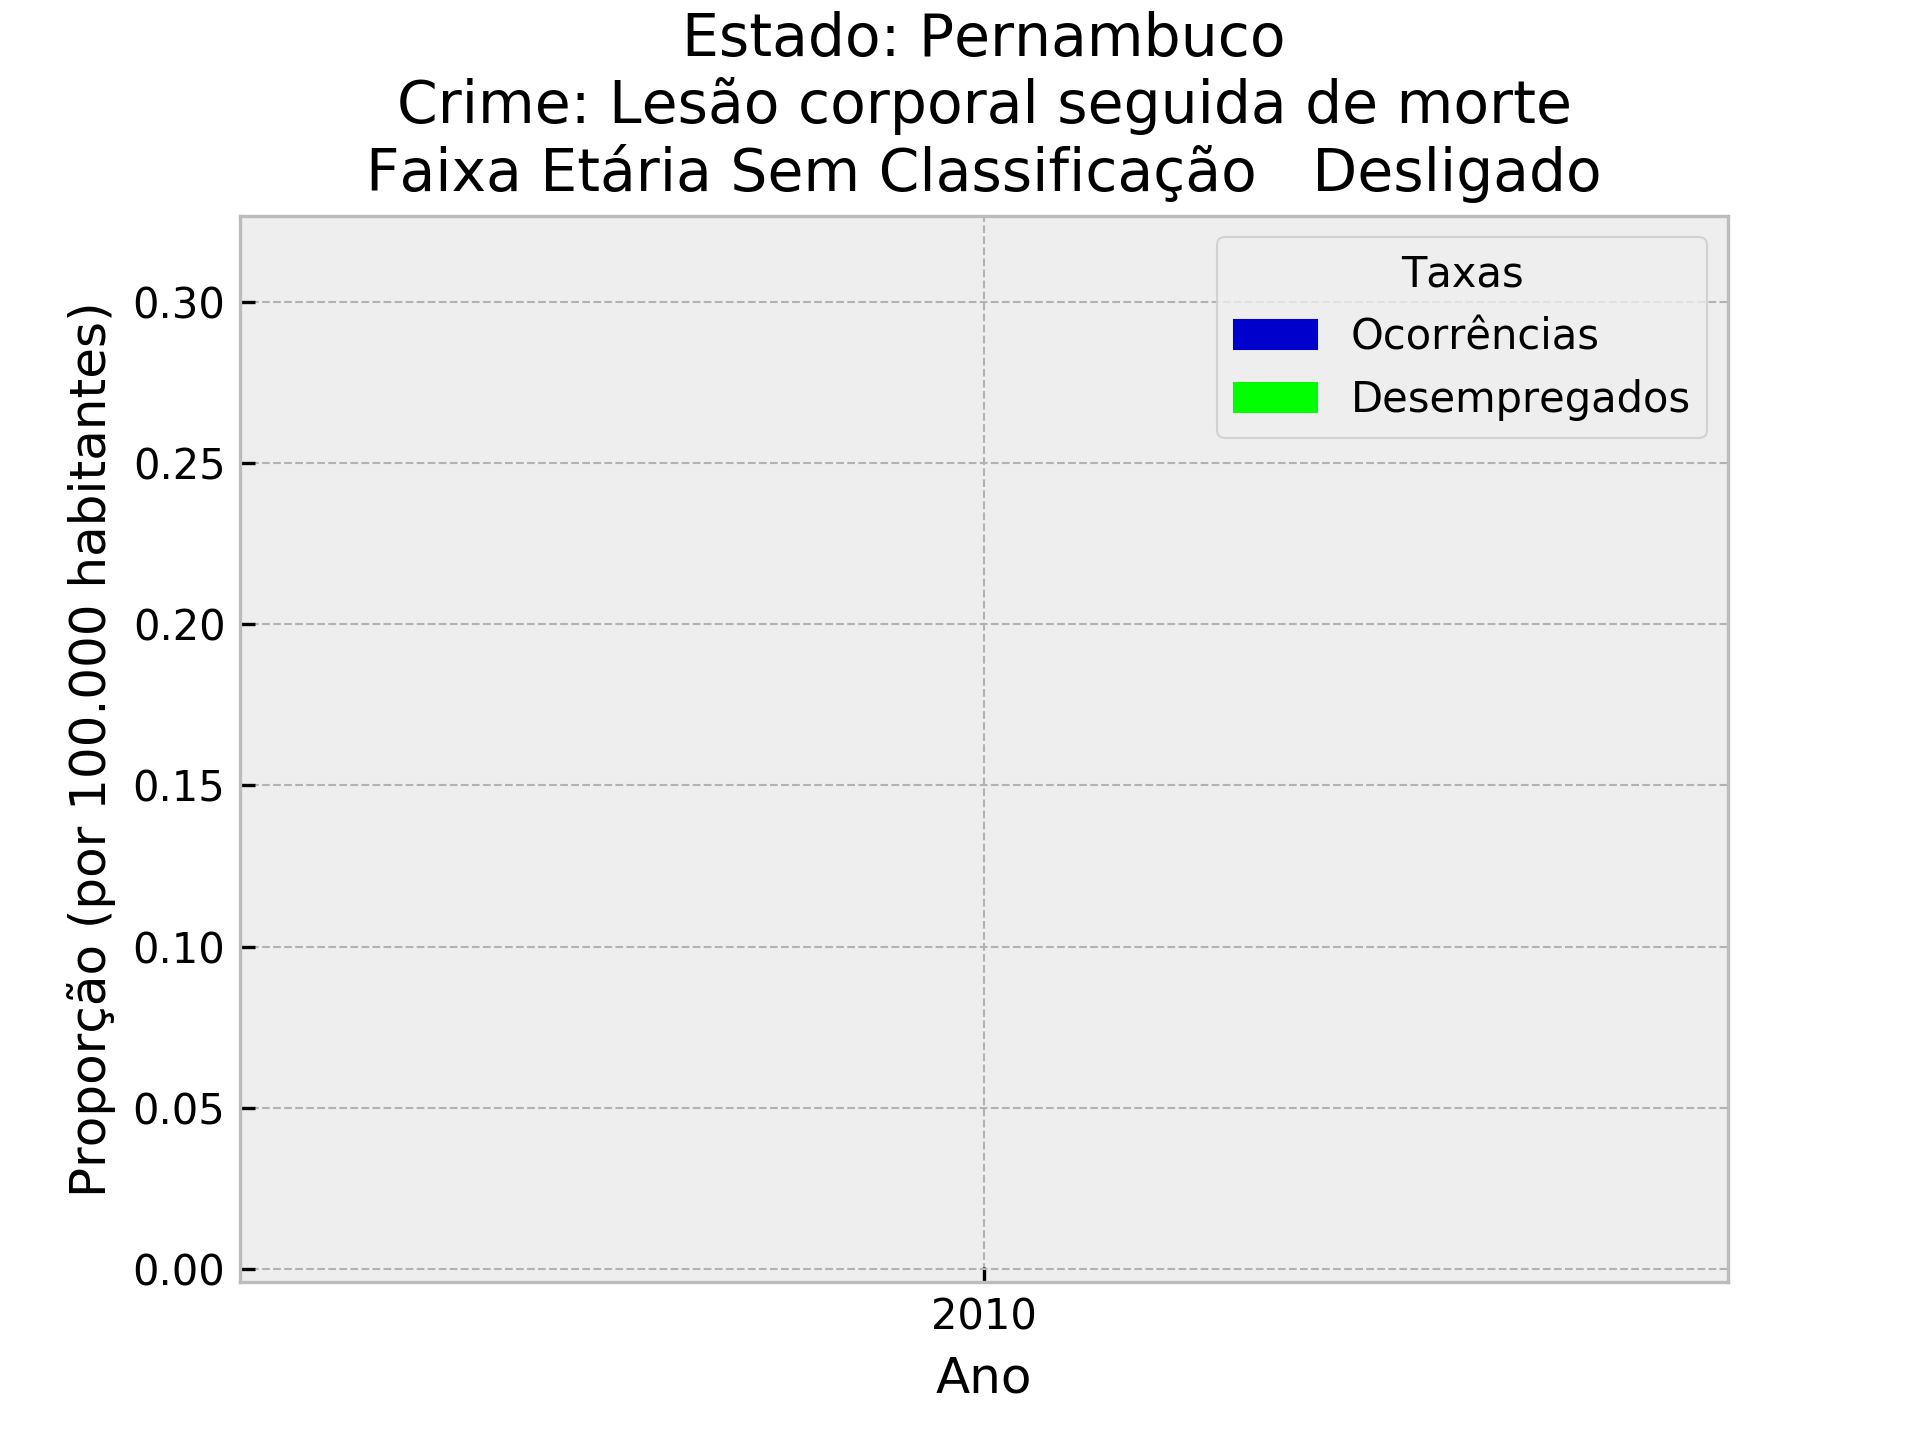 Estado: Pernambuco
Crime: Lesão corporal seguida de morte
Faixa Etária Sem Classificação   Desligado
Taxas
Ocorrências
Desempregados
Proporção (por 100.000 habitantes)
0.30
0.25
0.20
0.15
0.10
0.05
0.00
2010
Ano